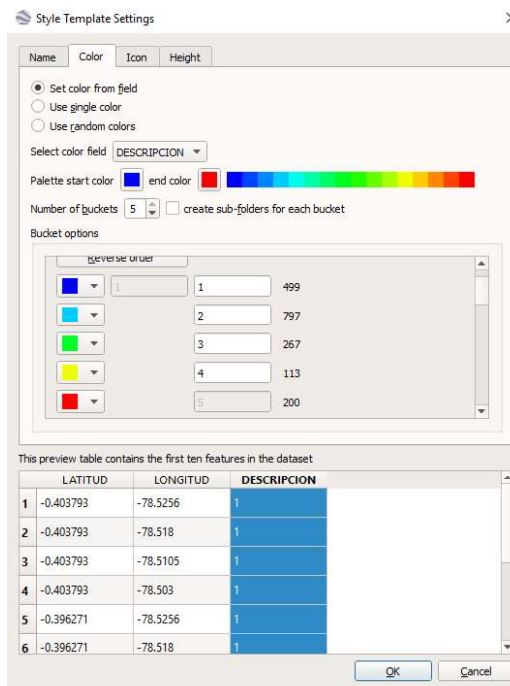 Style Template Settings
Name Color Icon Height
Set color from field
Use single color
Use random colors
Select color field DESCRIPCION
Palette start color end color
Number of buckets 5 create sub-folders for each bucket
Bucket options
Reverse order
1 1 499
2 797
3 267
4 113
5 200
This preview table contains the first ten features in the dataset
LATITUD LONGITUD DESCRIPCION
1 -0.403793 -78.5256 1
2 -0.403793 -78.518 1
3 -0.403793 -78.5105 1
4 -0.403793 -78.503 1
5 -0.396271 -78.5256 1
6 -0.396271 -78.518 1
OK Cancel